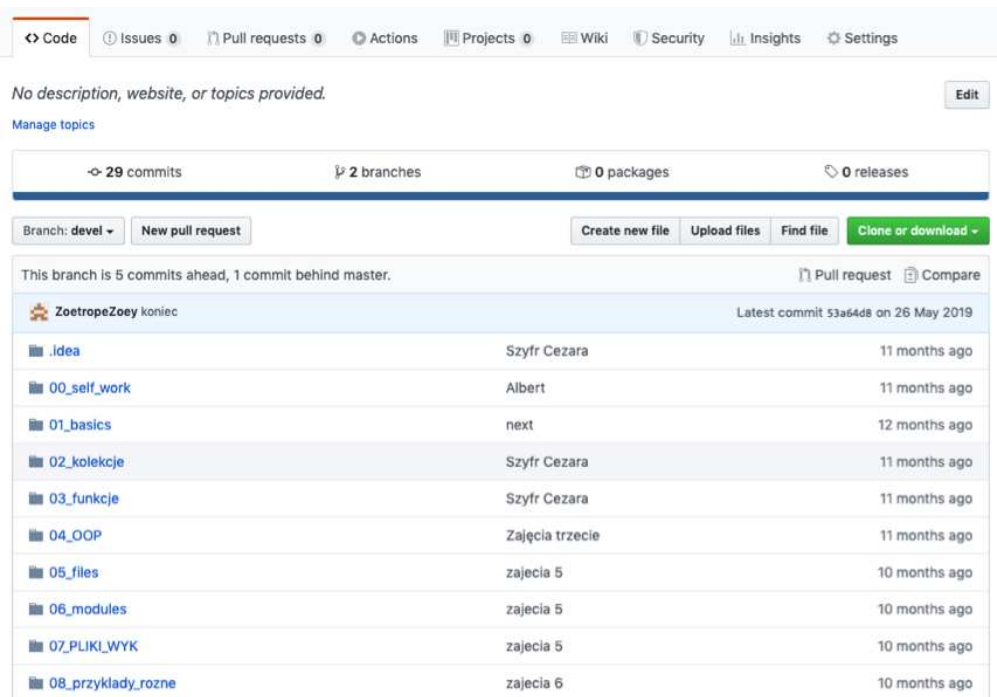 Code Issues 0 Pull requests 0 Actions Projects 0 Wiki Security Insights Settings
No description, website, or topics provided. Edit
Manage topics
29 commits 2 branches 0 packages 0 releases
Branch: devel New pull request Create new file Upload files Find file Clone or download
This branch is 5 commits ahead, 1 commit behind master. Pull request Compare
ZoetropeZoey koniec Latest commit 53a64d8 on 26 May 2019
.idea Szyfr Cezara 11 months ago
00_self_work Albert 11 months ago
01_basics next 12 months ago
02_kolekcje Szyfr Cezara 11 months ago
03_funkcje Szyfr Cezara 11 months ago
04_OOP Zajęcia trzecie 11 months ago
05_files zajecia 5 10 months ago
06_modules zajecia 5 10 months ago
07_PLIKI_WYK zajecia 5 10 months ago
08_przyklady_rozne zajecia 6 10 months ago